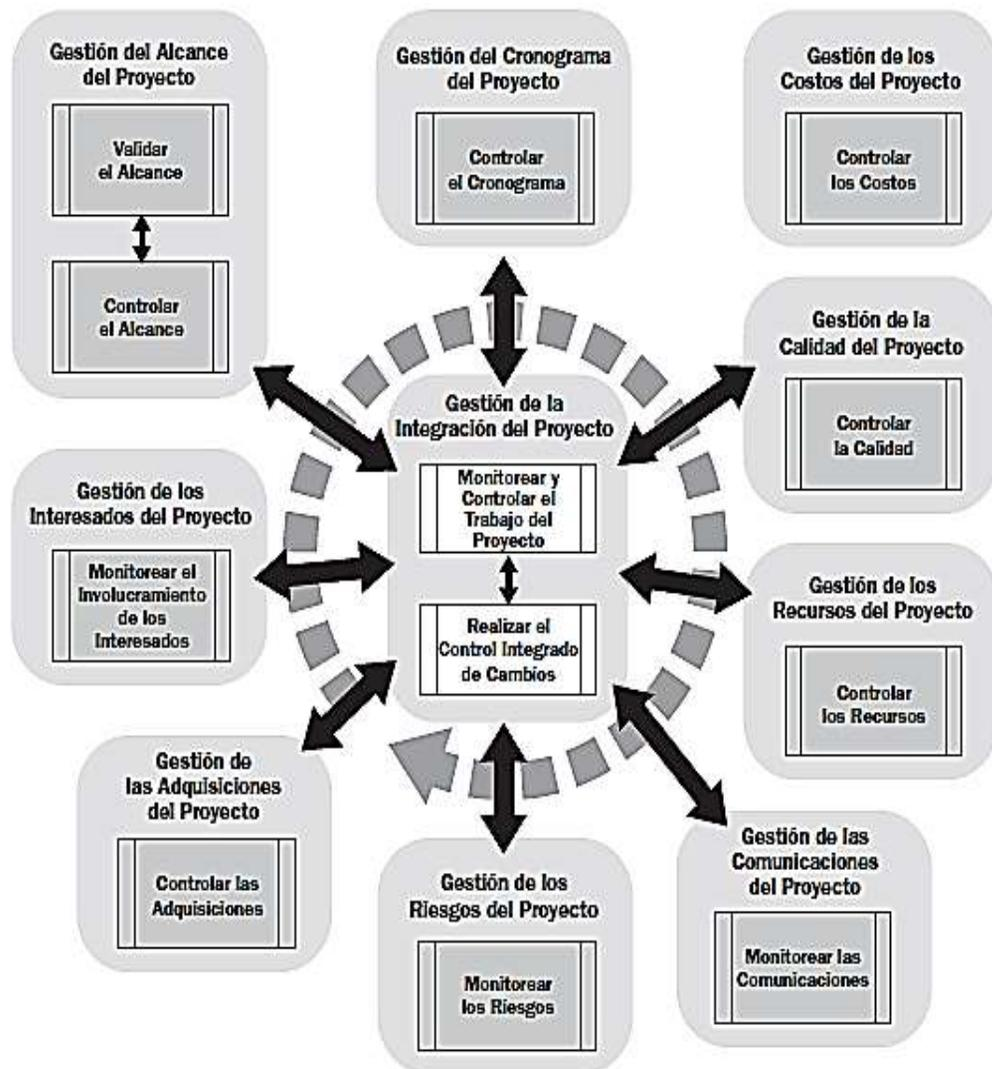 Gestión del Alcance
del Proyecto
Validar
el Alcance
Controlar
el Alcance
Gestión del Cronograma
del Proyecto
Controlar
el Cronograma
Gestión de los
Costos del Proyecto
Controlar
los Costos
Gestión de la
Calidad del Proyecto
Controlar
la Calidad
Gestión de la
Integración del Proyecto
Monitorear y
Controlar el
Trabajo del
Proyecto
Realizar el
Control Integrado
de Cambios
Gestión de los
Interesados del Proyecto
Monitorear el
Involucramiento
de los
Interesados
Gestión de los
Recursos del Proyecto
Controlar
los Recursos
Gestión de
las Adquisiciones
del Proyecto
Controlar las
Adquisiciones
Gestión de los
Riesgos del Proyecto
Monitorear
los Riesgos
Gestión de las
Comunicaciones
del Proyecto
Monitorear las
Comunicaciones